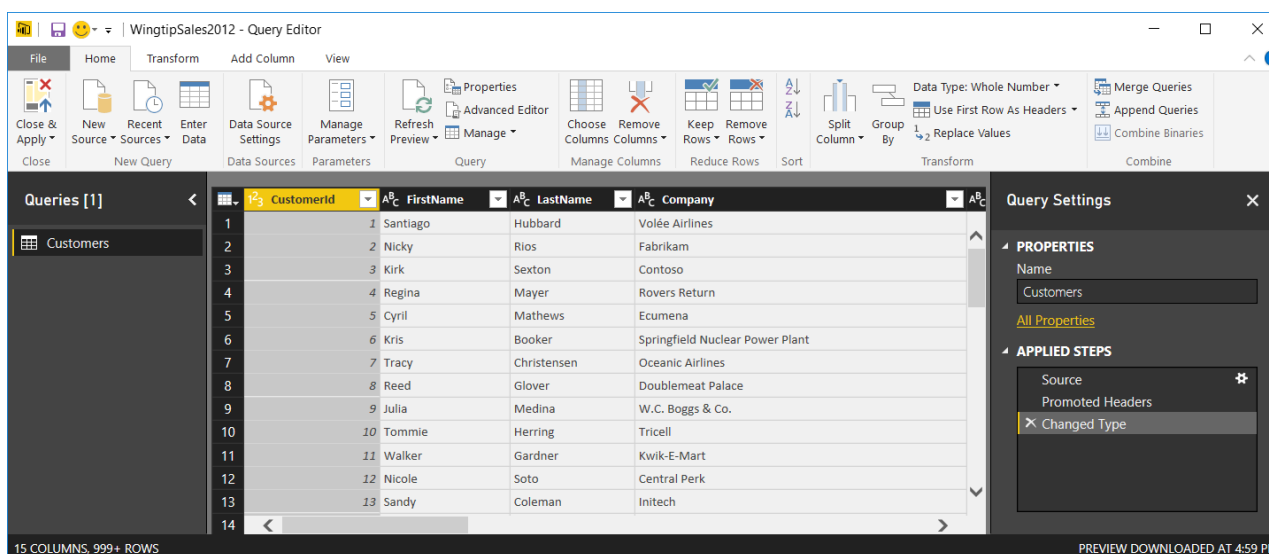 WingtipSales2012 - Query Editor
File Home Transform Add Column View
Close & Apply
New Source
Recent Sources
Enter Data
Data Source Settings
Manage Parameters
Refresh Preview
Properties
Advanced Editor
Manage
Choose Columns
Remove Columns
Keep Rows
Remove Rows
Split Column
Group By
Data Type: Whole Number
Use First Row As Headers
Replace Values
Merge Queries
Append Queries
Combine Binaries
Close New Query Data Sources Parameters Query Manage Columns Reduce Rows Sort Transform Combine
Queries [1]
Customers
CustomerId FirstName LastName Company
1 1 Santiago Hubbard Volée Airlines
2 2 Nicky Rios Fabrikam
3 3 Kirk Sexton Contoso
4 4 Regina Mayer Rovers Return
5 5 Cyril Mathews Ecumena
6 6 Kris Booker Springfield Nuclear Power Plant
7 7 Tracy Christensen Oceanic Airlines
8 8 Reed Glover Doublemeat Palace
9 9 Julia Medina W.C. Boggs & Co.
10 10 Tommie Herring Tricell
11 11 Walker Gardner Kwik-E-Mart
12 12 Nicole Soto Central Perk
13 13 Sandy Coleman Initech
14
Query Settings
PROPERTIES
Name
Customers
All Properties
APPLIED STEPS
Source
Promoted Headers
Changed Type
15 COLUMNS, 999+ ROWS
PREVIEW DOWNLOADED AT 4:59 P